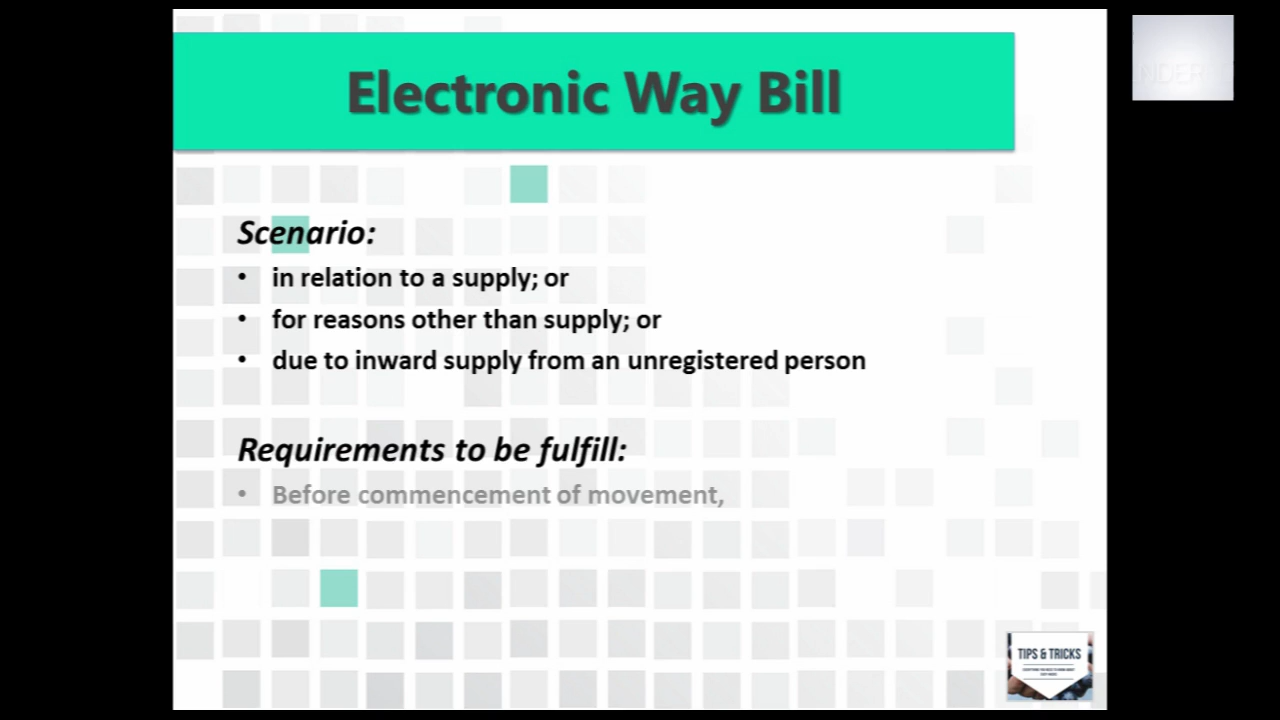 Electronic Way Bill
Scenario:
• in relation to a supply; or
• for reasons other than supply; or
• due to inward supply from an unregistered person
Requirements to be fulfill:
• Before commencement of movement,
TIPS & TRICKS